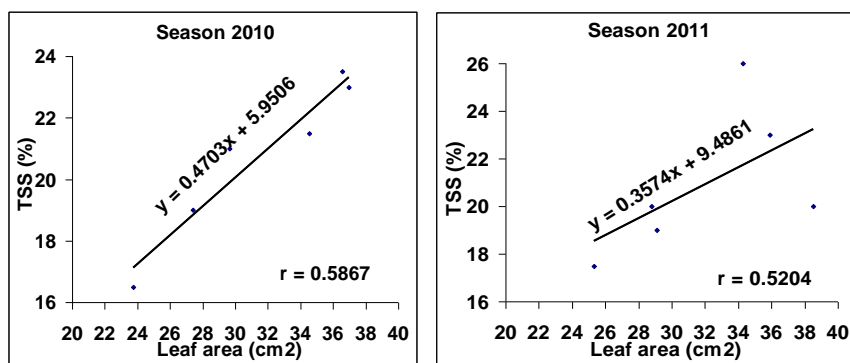 Season 2010
TSS (%)
24
22
20
18
16
y = 0.4703x + 5.9506
r = 0.5867
20 22 24 26 28 30 32 34 36 38 40
Leaf area (cm2)
Season 2011
TSS (%)
26
24
22
20
18
16
y = 0.3574x + 9.4861
r = 0.5204
20 22 24 26 28 30 32 34 36 38 40
Leaf area (cm2)